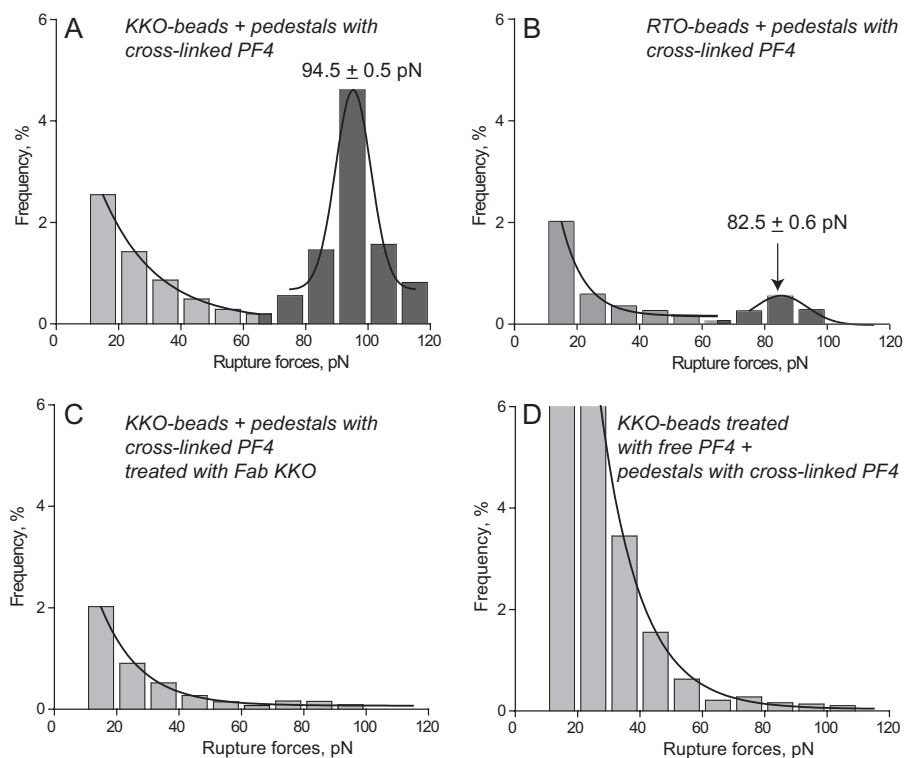 A
KKO-beads + pedestals with
cross-linked PF4
94.5 ± 0.5 pN
Frequency, %
6
4
2
0
0
20
40
60
80
100
120
Rupture forces, pN
B
RTO-beads + pedestals with
cross-linked PF4
82.5 ± 0.6 pN
Frequency, %
6
4
2
0
0
20
40
60
80
100
120
Rupture forces, pN
C
KKO-beads + pedestals with
cross-linked PF4
treated with Fab KKO
Frequency, %
6
4
2
0
0
20
40
60
80
100
120
Rupture forces, pN
D
KKO-beads treated
with free PF4 +
pedestals with cross-linked PF4
Frequency, %
6
4
2
0
0
20
40
60
80
100
120
Rupture forces, pN